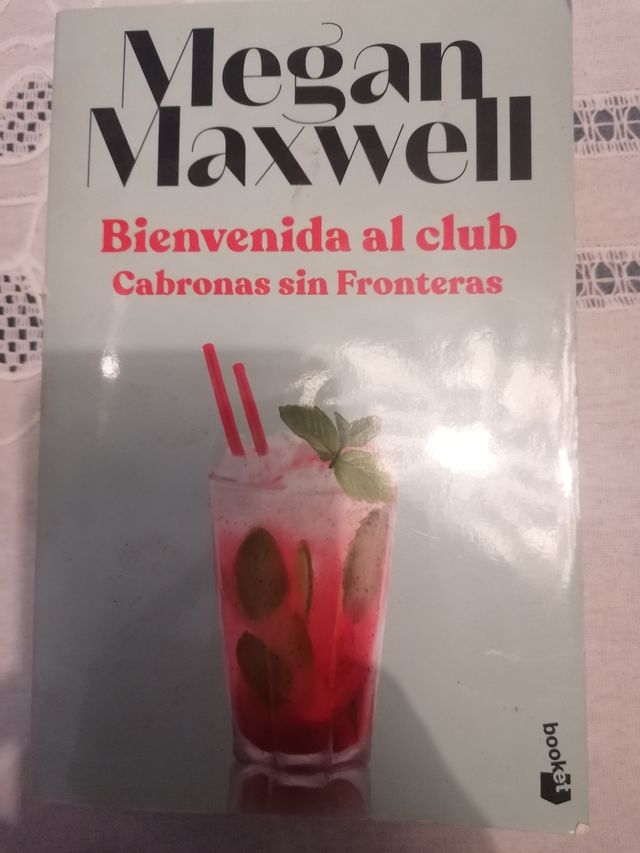 Megan
Maxwell
Bienvenida al club
Cabronas sin Fronteras
booket